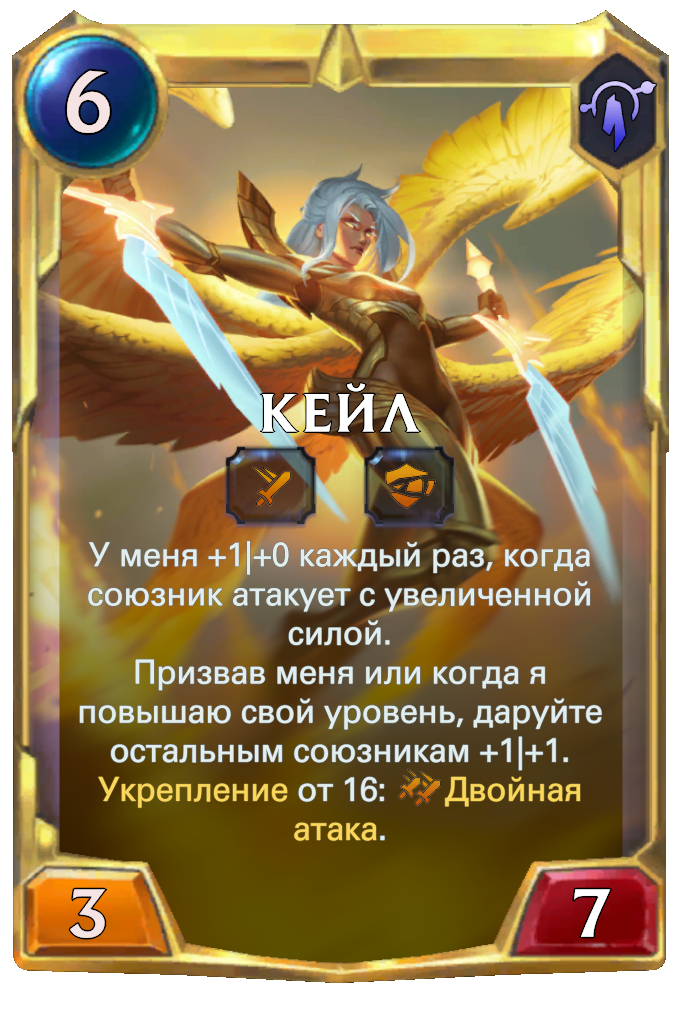 6
КЕЙЛ
У меня +1|+0 каждый раз, когда
союзник атакует с увеличенной
силой.
Призвав меня или когда я
повышаю свой уровень, даруйте
остальным союзникам +1|+1.
Укрепление от 16: Двойная
атака.
3
7